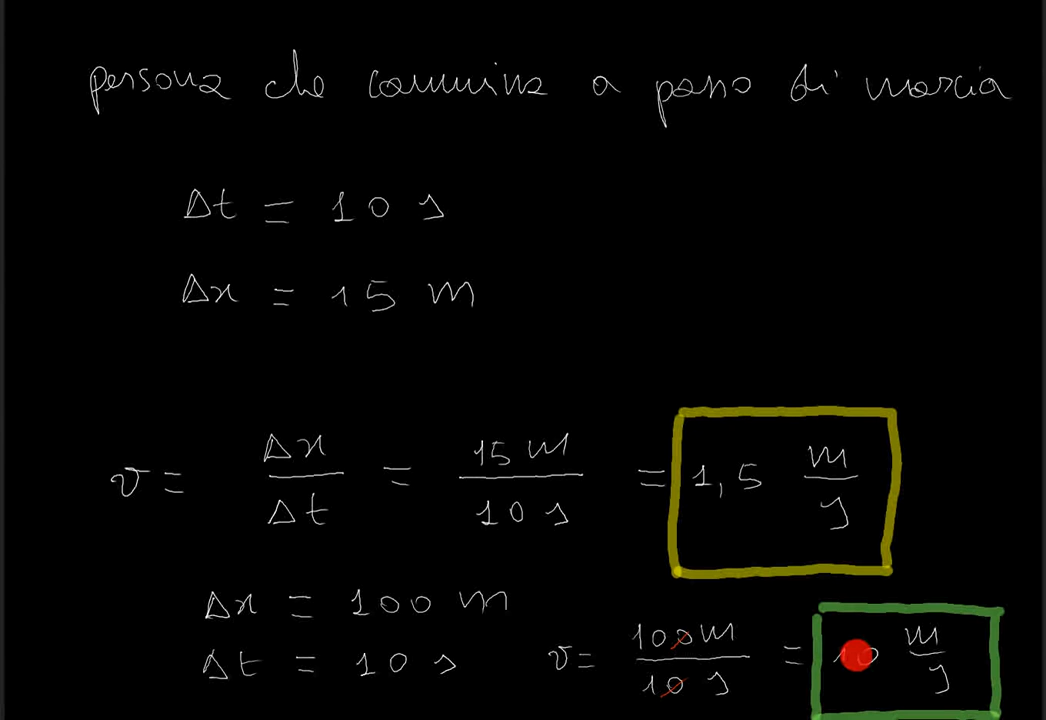 persona che cammina a passo di marcia
Δt = 10 s
Δx = 15 m
v = Δx/Δt = 15 m/10 s = 1,5 m/s
Δx = 100 m
Δt = 10 s v = 100 m/10 s = 10 m/s